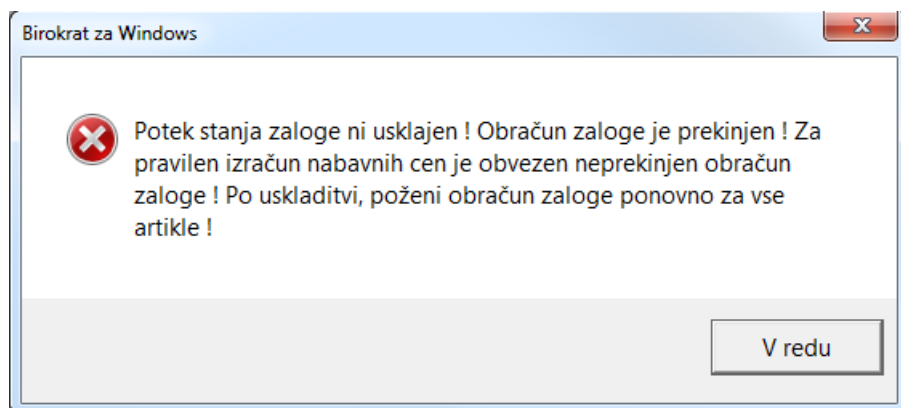 Birokrat za Windows
Potek stanja zaloge ni usklajen ! Obračun zaloge je prekinjen ! Za
pravilen izračun nabavnih cen je obvezen neprekinjen obračun
zaloge ! Po uskladitvi, poženi obračun zaloge ponovno za vse
artikle !
V redu